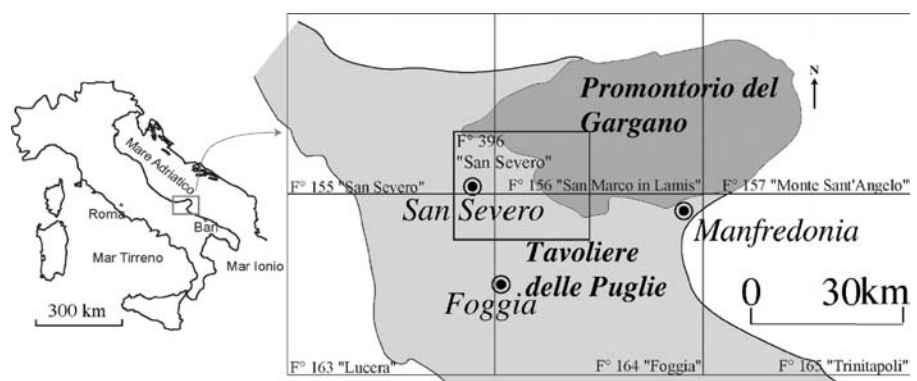 Mare Adriatico
Roma
Bari
Mar Tirreno
Mar Ionio
300 km
Promontorio del
Gargano
N
F° 396
"San Severo"
F° 155 "San Severo"
F° 156 "San Marco in Lamis"
F° 157 "Monte Sant'Angelo"
San Severo
Manfredonia
Tavoliere
delle Puglie
Foggia
0 30km
F° 163 "Lucera"
F° 164 "Foggia"
F° 165 "Trinitapoli"